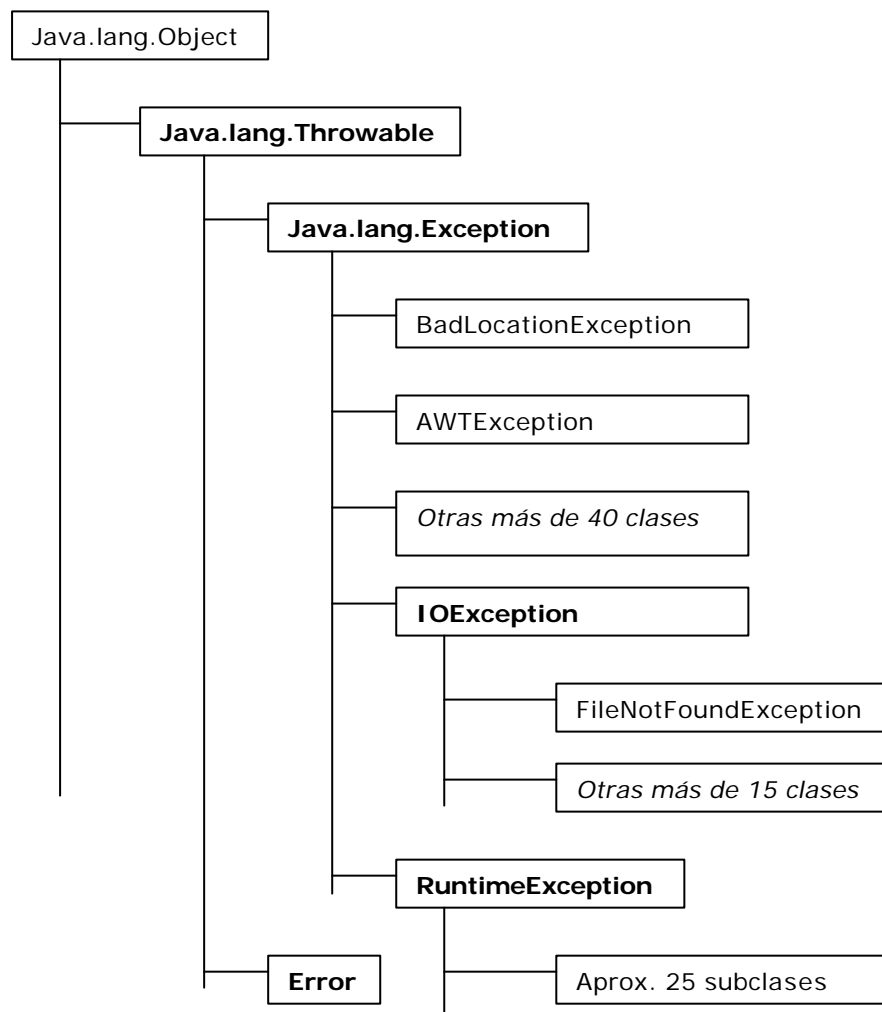 Java.lang.Object
Java.lang.Throwable
Java.lang.Exception
BadLocationException
AWTException
Otras más de 40 clases
IOException
FileNotFoundException
Otras más de 15 clases
RuntimeException
Error
Aprox. 25 subclases